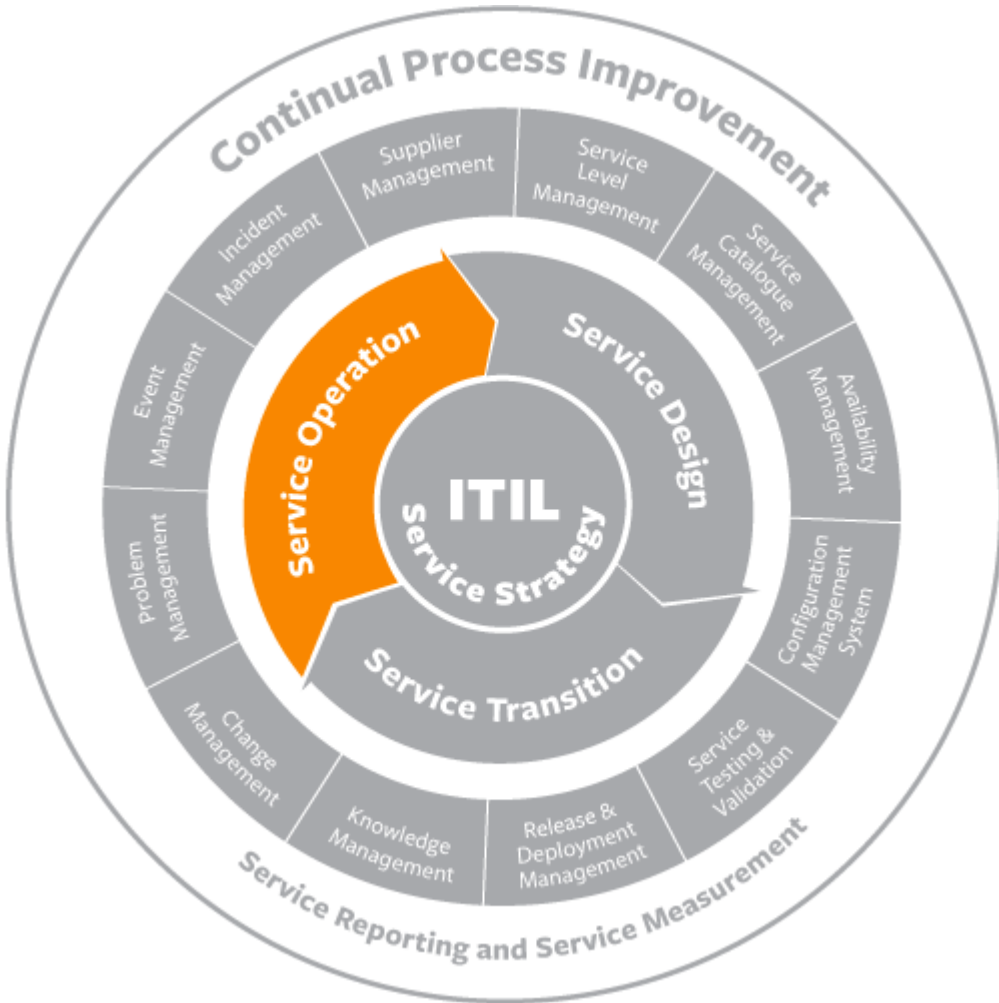 Continual Process Improvement
Supplier
Management
Service
Level
Management
Service
Catalogue
Management
Availability
Management
Configuration
Management
System
Service
Testing &
Validation
Release &
Deployment
Management
Knowledge
Management
Change
Management
Problem
Management
Event
Management
Incident
Management
Service Operation
Service Design
Service Transition
ITIL
Service Strategy
Service Reporting and Service Measurement